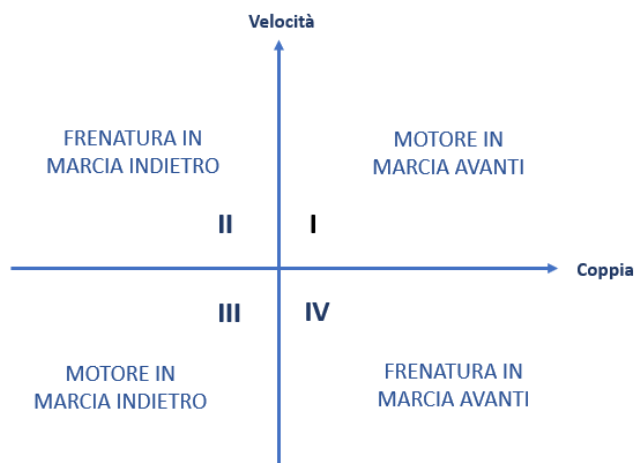 Velocità
FRENATURA IN
MARCIA INDIETRO
MOTORE IN
MARCIA AVANTI
II
I
Coppia
III
IV
MOTORE IN
MARCIA INDIETRO
FRENATURA IN
MARCIA AVANTI